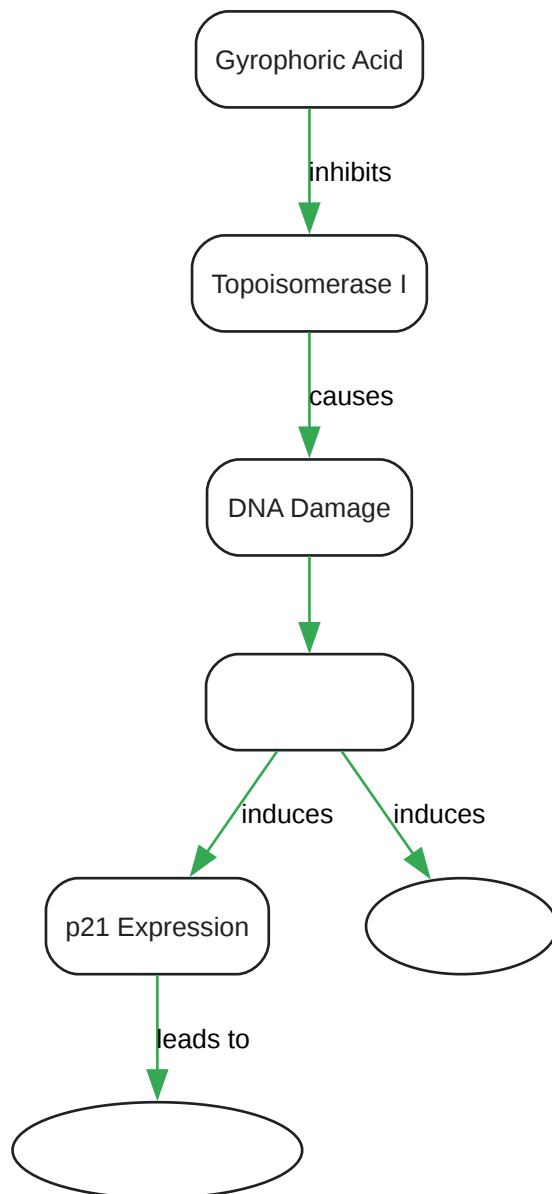 Gyrophoric Acid
inhibits
Topoisomerase I
causes
DNA Damage
induces
induces
p21 Expression
leads to